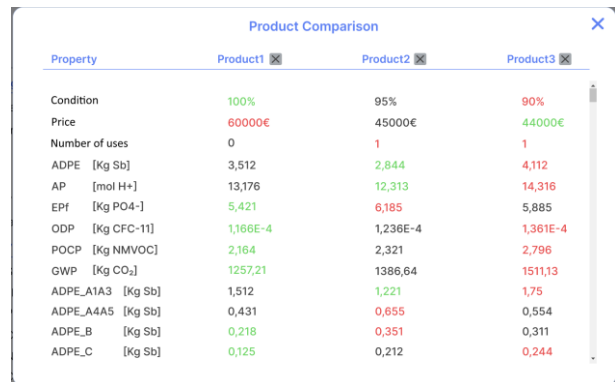 Product Comparison
Property Product1 Product2 Product3
Condition 100% 95% 90%
Price 60000€ 45000€ 44000€
Number of uses 0 1 1
ADPE [Kg Sb] 3,512 2,844 4,112
AP [mol H+] 13,176 12,313 14,316
EPf [Kg PO4-] 5,421 6,185 5,885
ODP [Kg CFC-11] 1,166E-4 1,236E-4 1,361E-4
POCP [Kg NMVOC] 2,164 2,321 2,796
GWP [Kg CO₂] 1257,21 1386,64 1511,13
ADPE_A1A3 [Kg Sb] 1,512 1,221 1,75
ADPE_A4A5 [Kg Sb] 0,431 0,655 0,554
ADPE_B [Kg Sb] 0,218 0,351 0,311
ADPE_C [Kg Sb] 0,125 0,212 0,244